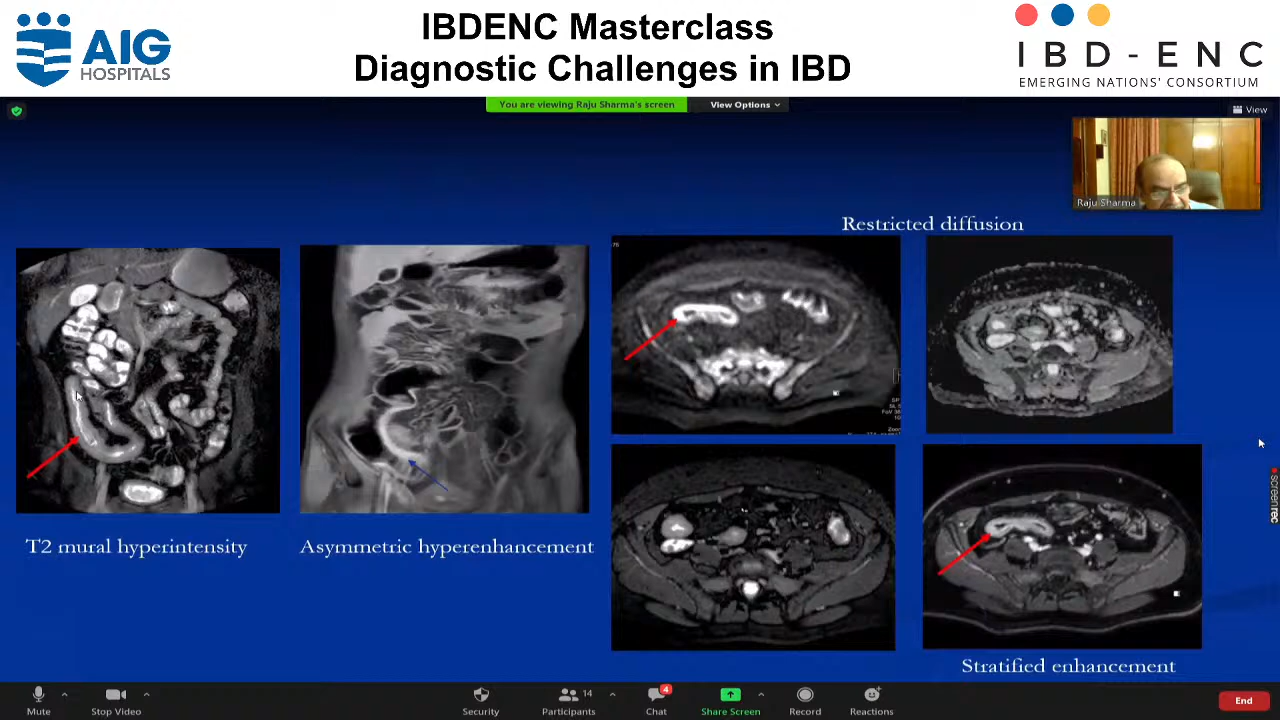 AIG
HOSPITALS
IBDENC Masterclass
Diagnostic Challenges in IBD
IBD-ENC
EMERGING NATIONS' CONSORTIUM
You are viewing Raju Sharma's screen
View Options
View
Raju Sharma
Restricted diffusion
T2 mural hyperintensity
Asymmetric hyperenhancement
Stratified enhancement
screenrec
Mute
Stop Video
Security
14
Participants
4
Chat
Share Screen
Record
Reactions
End